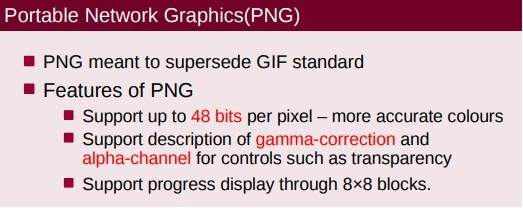 Portable Network Graphics(PNG)
PNG meant to supersede GIF standard
Features of PNG
Support up to 48 bits per pixel – more accurate colours
Support description of gamma-correction and
alpha-channel for controls such as transparency
Support progress display through 8×8 blocks.